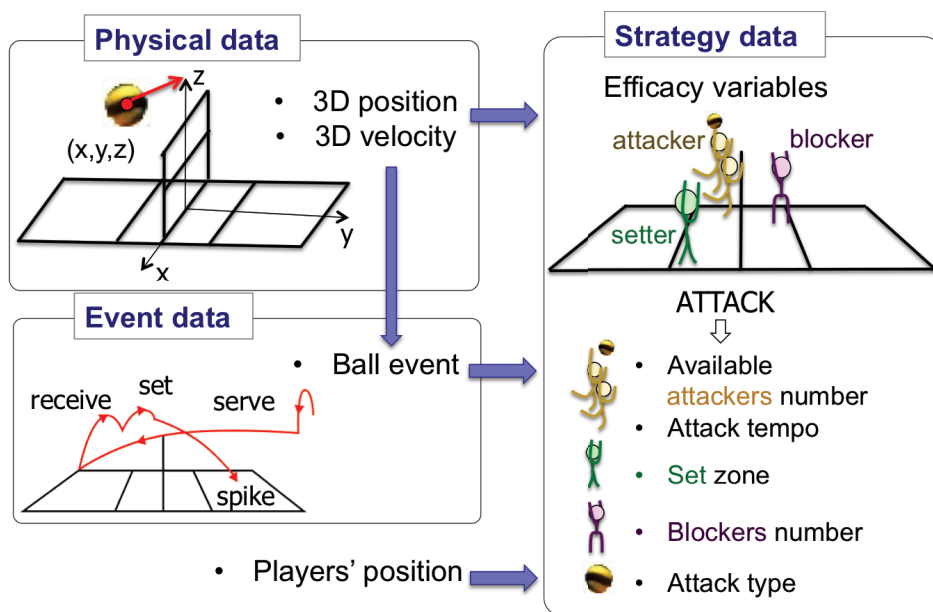 Physical data
z
(x,y,z)
y
x
• 3D position
• 3D velocity
Event data
• Ball event
receive
set
serve
spike
• Players' position
Strategy data
Efficacy variables
attacker
blocker
setter
ATTACK
• Available
attackers number
• Attack tempo
• Set zone
• Blockers number
• Attack type